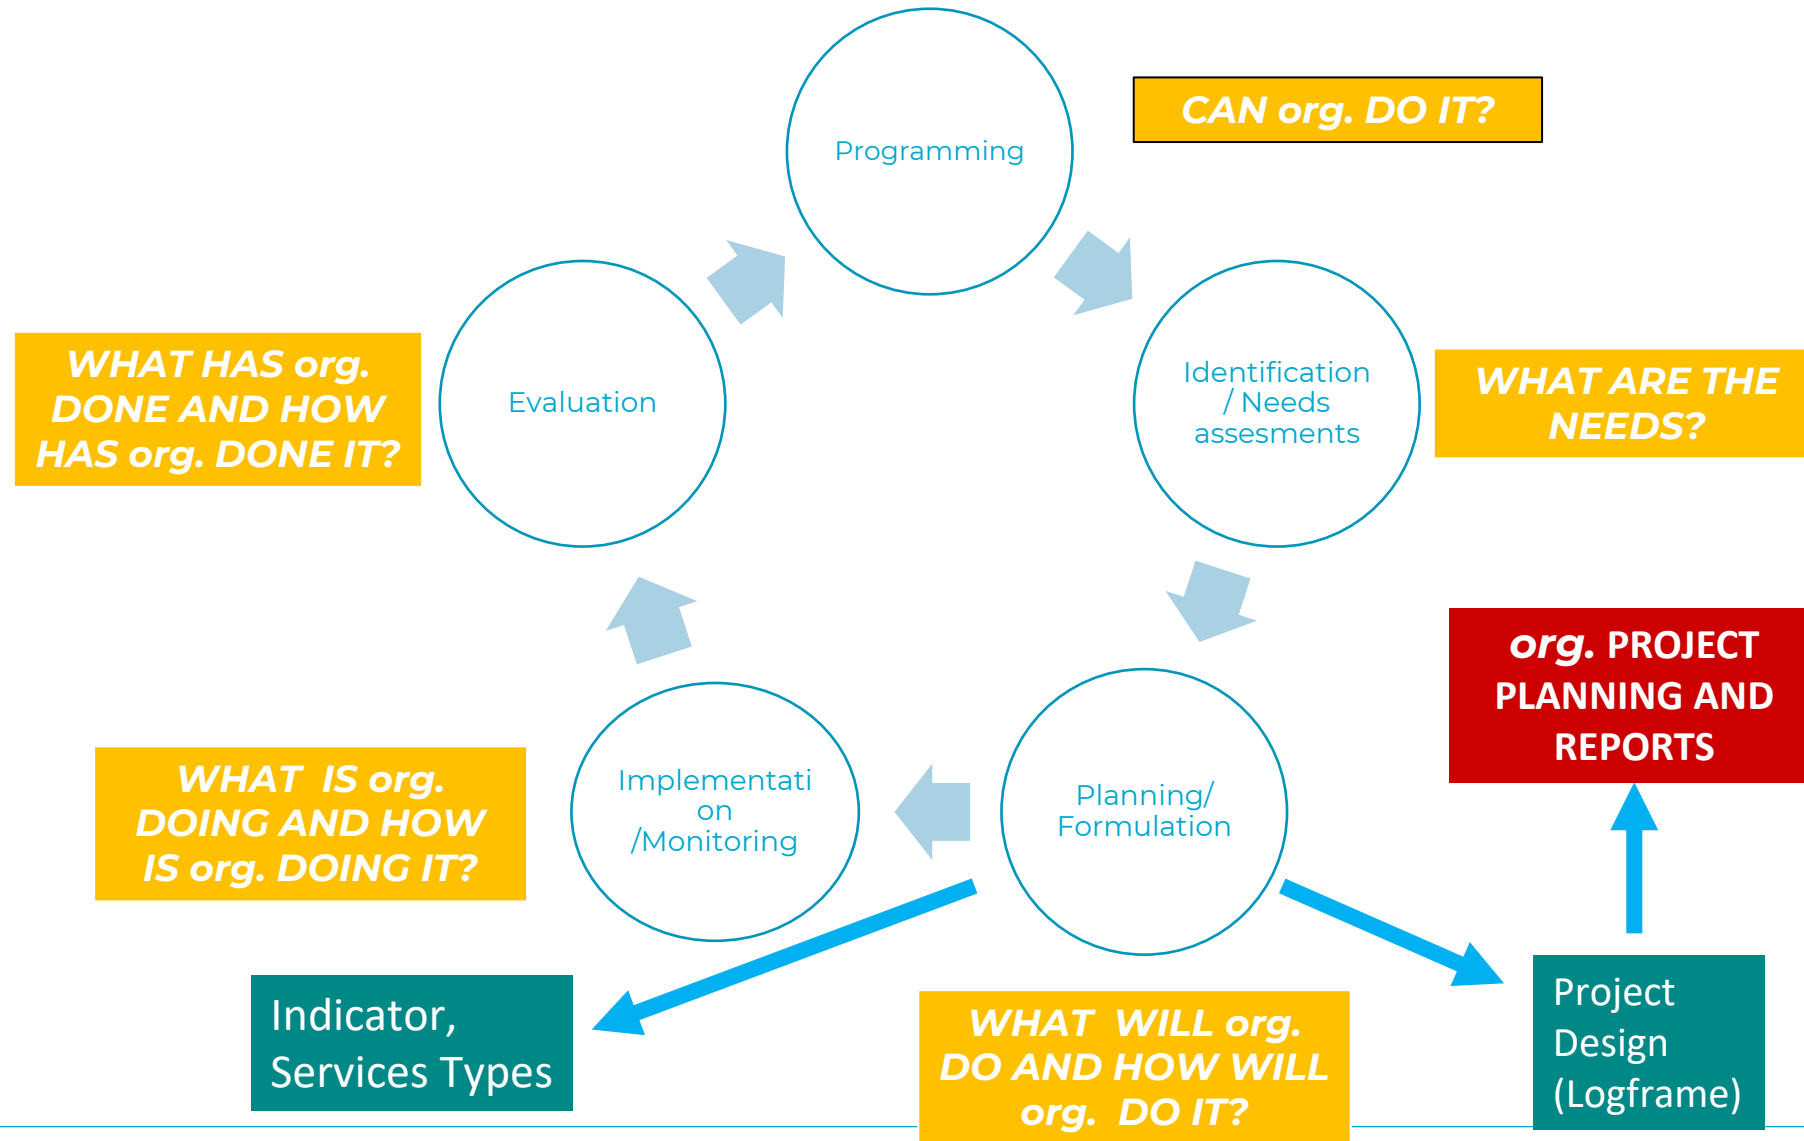 Programming
CAN org. DO IT?
Identification
/ Needs
assesments
WHAT ARE THE
NEEDS?
Evaluation
WHAT HAS org.
DONE AND HOW
HAS org. DONE IT?
org. PROJECT
PLANNING AND
REPORTS
Planning/
Formulation
Implementati
on
/Monitoring
WHAT IS org.
DOING AND HOW
IS org. DOING IT?
Indicator,
Services Types
WHAT WILL org.
DO AND HOW WILL
org. DO IT?
Project
Design
(Logframe)